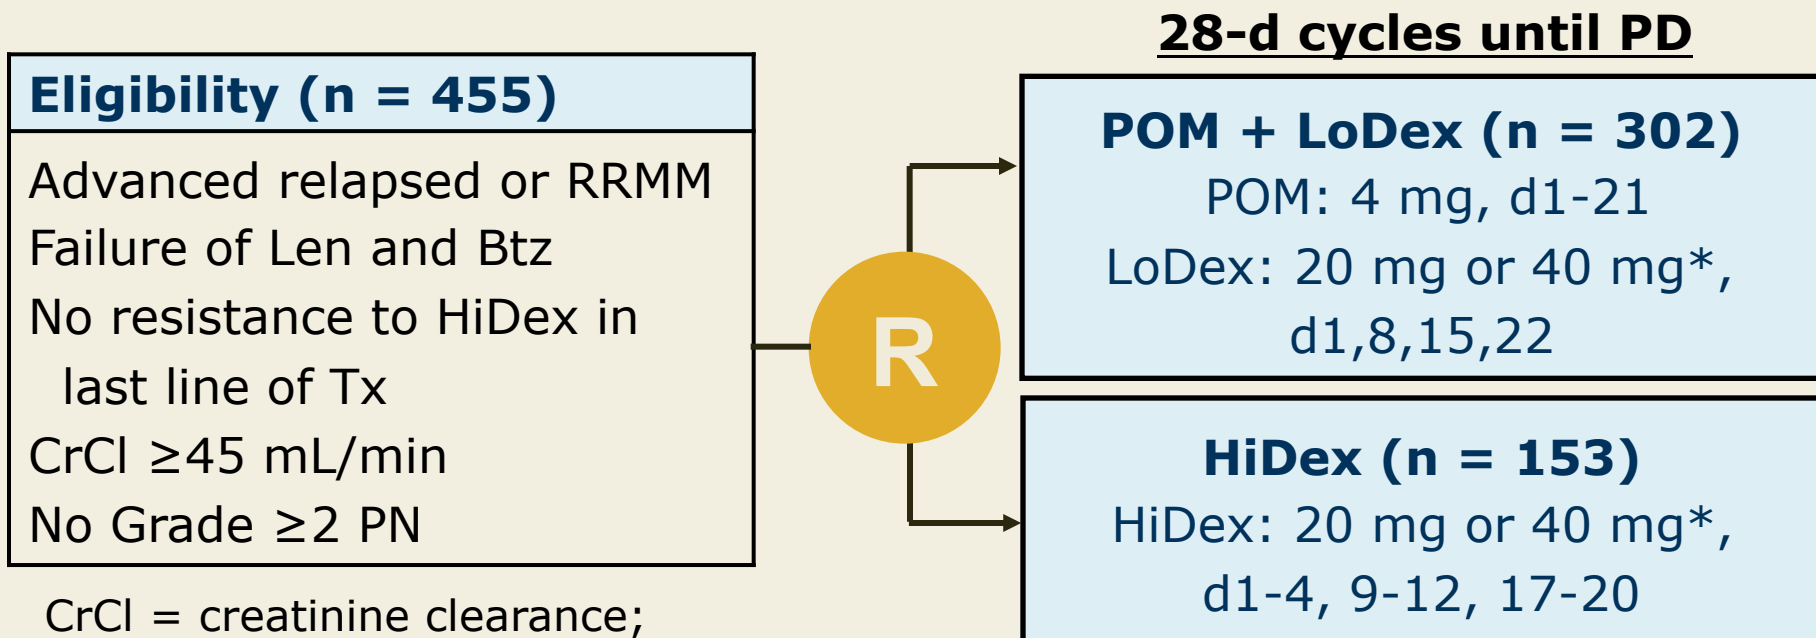 28-d cycles until PD
Eligibility (n = 455)
Advanced relapsed or RRMM
Failure of Len and Btz
No resistance to HiDex in
last line of Tx
CrCl ≥45 mL/min
No Grade ≥2 PN
CrCl = creatinine clearance;
R
POM + LoDex (n = 302)
POM: 4 mg, d1-21
LoDex: 20 mg or 40 mg*,
d1,8,15,22
HiDex (n = 153)
HiDex: 20 mg or 40 mg*,
d1-4, 9-12, 17-20